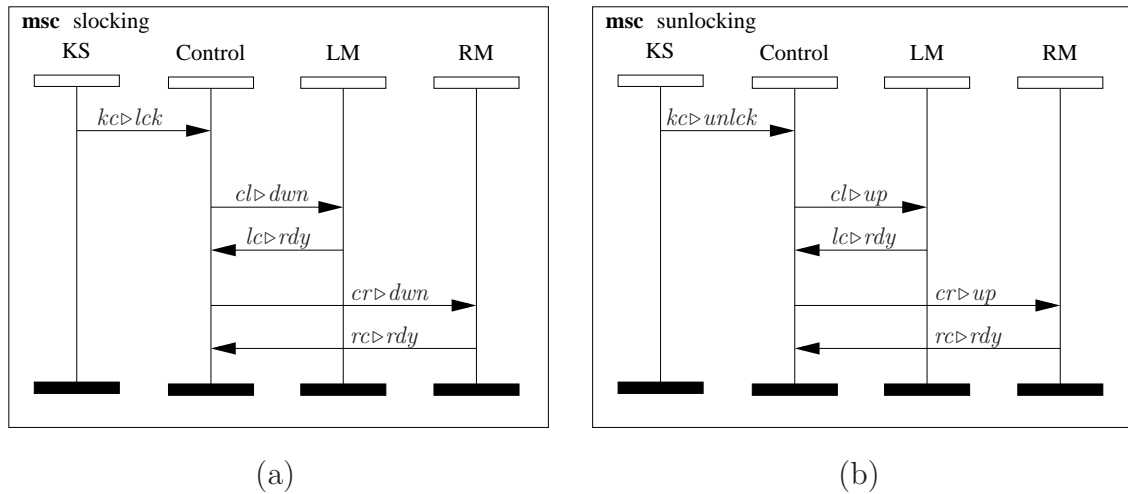 msc slocking
KS Control LM RM
kc▷lck
cl▷dwn
lc▷rdy
cr▷dwn
rc▷rdy
(a)
msc sunlocking
KS Control LM RM
kc▷unlck
cl▷up
lc▷rdy
cr▷up
rc▷rdy
(b)